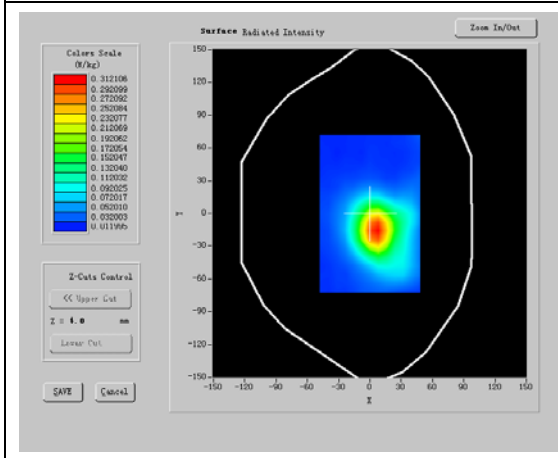 Surface Radiated Intensity
Zoom In/Out
Colors Scale
(W/kg)
0.312106
0.292099
0.272092
0.252084
0.232077
0.212069
0.192062
0.172054
0.152047
0.132040
0.112032
0.092025
0.072017
0.052010
0.032003
0.011995
Z-Cuts Control
<< Upper Cut
Z = 4.0 mm
Lower Cut
SAVE
Cancel
150
120
90
60
30
0
-30
-60
-90
-120
-150
Y
-150 -120 -90 -60 -30 0 30 60 90 120 150
X